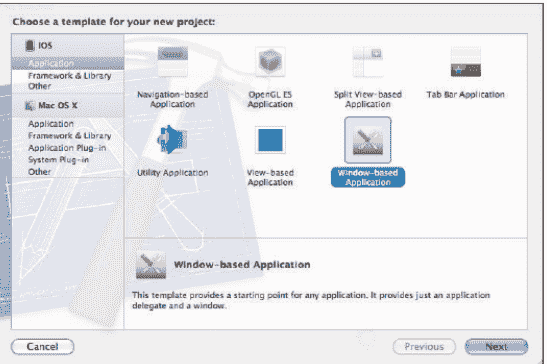 Choose a template for your new project:
iOS
Application
Framework & Library
Other
Mac OS X
Application
Framework & Library
Application Plug-in
System Plug-in
Other
Navigation-based
Application
OpenGL ES
Application
Split View-based
Application
Tab Bar Application
Utility Application
View-based
Application
Window-based
Application
Window-based Application
This template provides a starting point for any application. It provides just an application
delegate and a window.
Cancel
Previous
Next